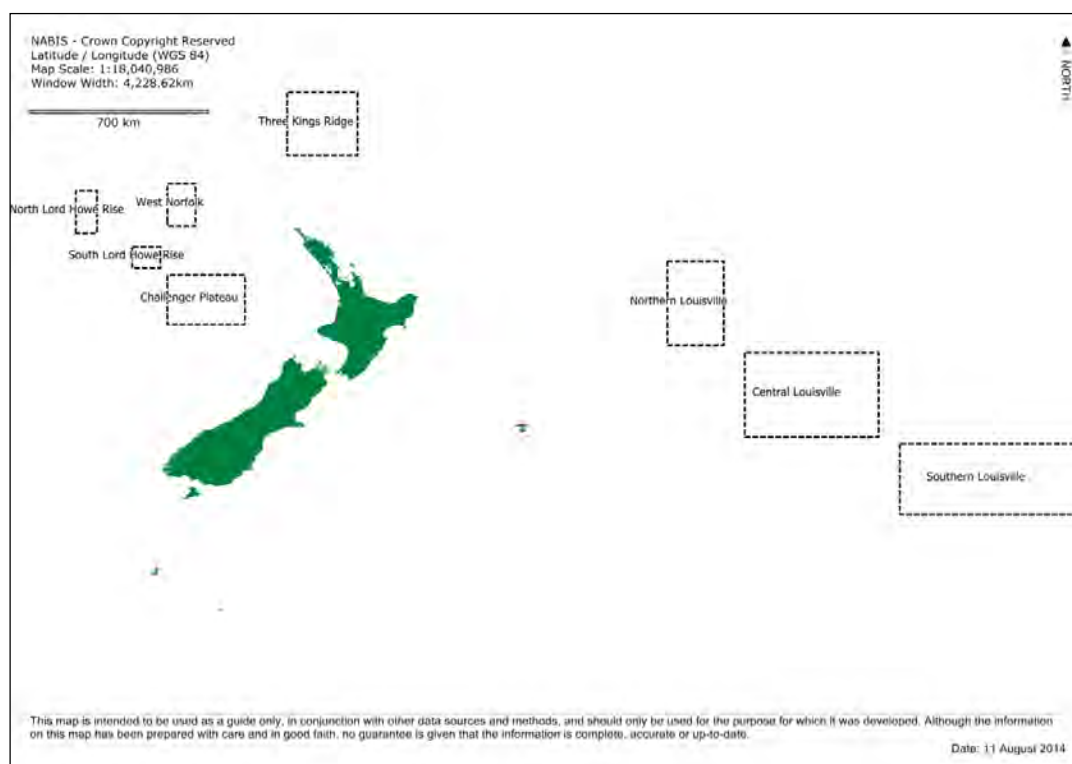 NABIS - Crown Copyright Reserved
Latitude / Longitude (WGS 84)
Map Scale: 1:18,040,986
Window Width: 4,228.62km
700 km
NORTH
Three Kings Ridge
North Lord Howe Rise
West Norfolk
South Lord Howe Rise
Challenger Plateau
Northern Louisville
Central Louisville
Southern Louisville
This map is intended to be used as a guide only, in conjunction with other data sources and methods, and should only be used for the purpose for which it was developed. Although the information
on this map has been prepared with care and in good faith, no guarantee is given that the information is complete, accurate or up-to-date.
Date: 11 August 2014